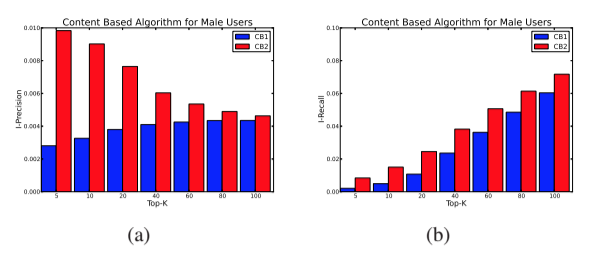 Content Based Algorithm for Male Users
0.010
0.008
0.006
0.004
0.002
0.000
I-Precision
CB1
CB2
5 10 20 40 60 80 100
Top-K
(a)
Content Based Algorithm for Male Users
0.10
0.08
0.06
0.04
0.02
0.00
I-Recall
CB1
CB2
5 10 20 40 60 80 100
Top-K
(b)